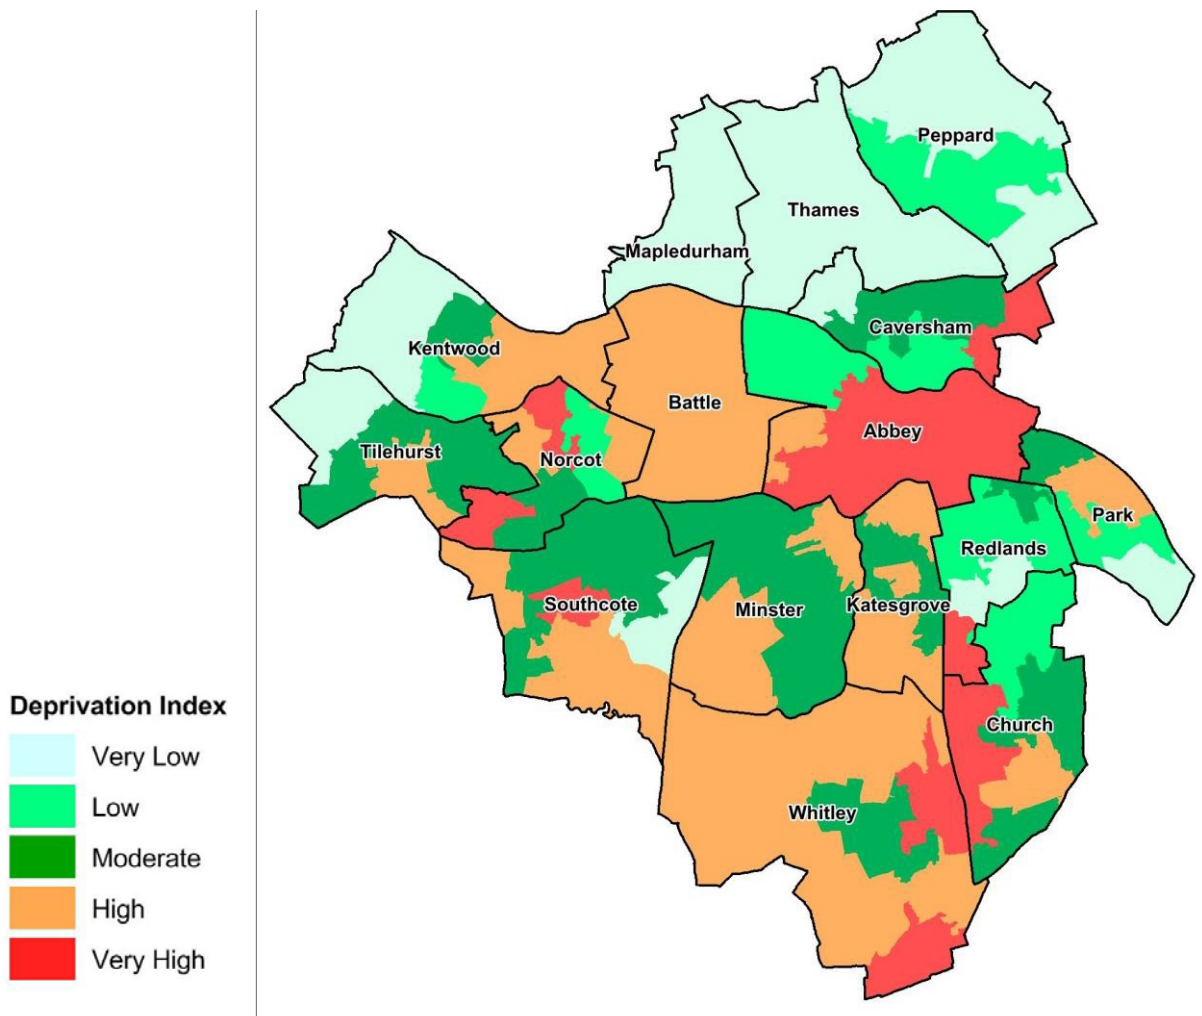 Peppard
Thames
Mapledurham
Caversham
Kentwood
Battle
Abbey
Tilehurst
Norcot
Park
Redlands
Southcote
Minster
Katesgrove
Church
Whitley
Deprivation Index
Very Low
Low
Moderate
High
Very High